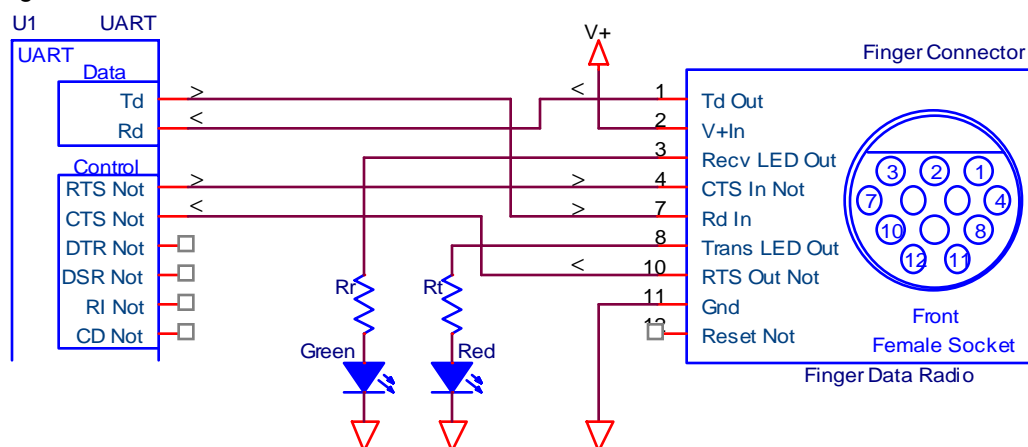 U1 UART
UART
Data
Td
Rd
Control
RTS Not
CTS Not
DTR Not
DSR Not
RI Not
CD Not
>
<
>
<
Rr
Green
Rt
Red
V+
<
>
>
<
1
2
3
4
7
8
10
11
12
Finger Connector
Td Out
V+In
Recv LED Out
CTS In Not
Rd In
Trans LED Out
RTS Out Not
Gnd
Reset Not
3 2 1
7 4
10 8
12 11
Front
Female Socket
Finger Data Radio